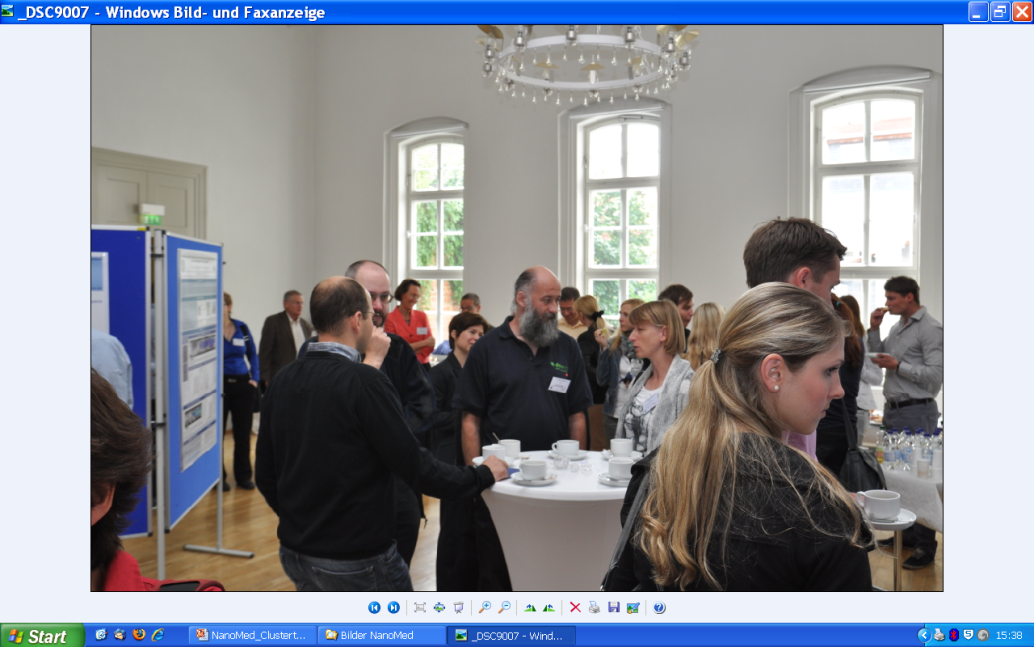 _DSC9007 - Windows Bild- und Faxanzeige
Start
NanoMed_Clustert...
Bilder NanoMed
_DSC9007 - Wind...
15:38